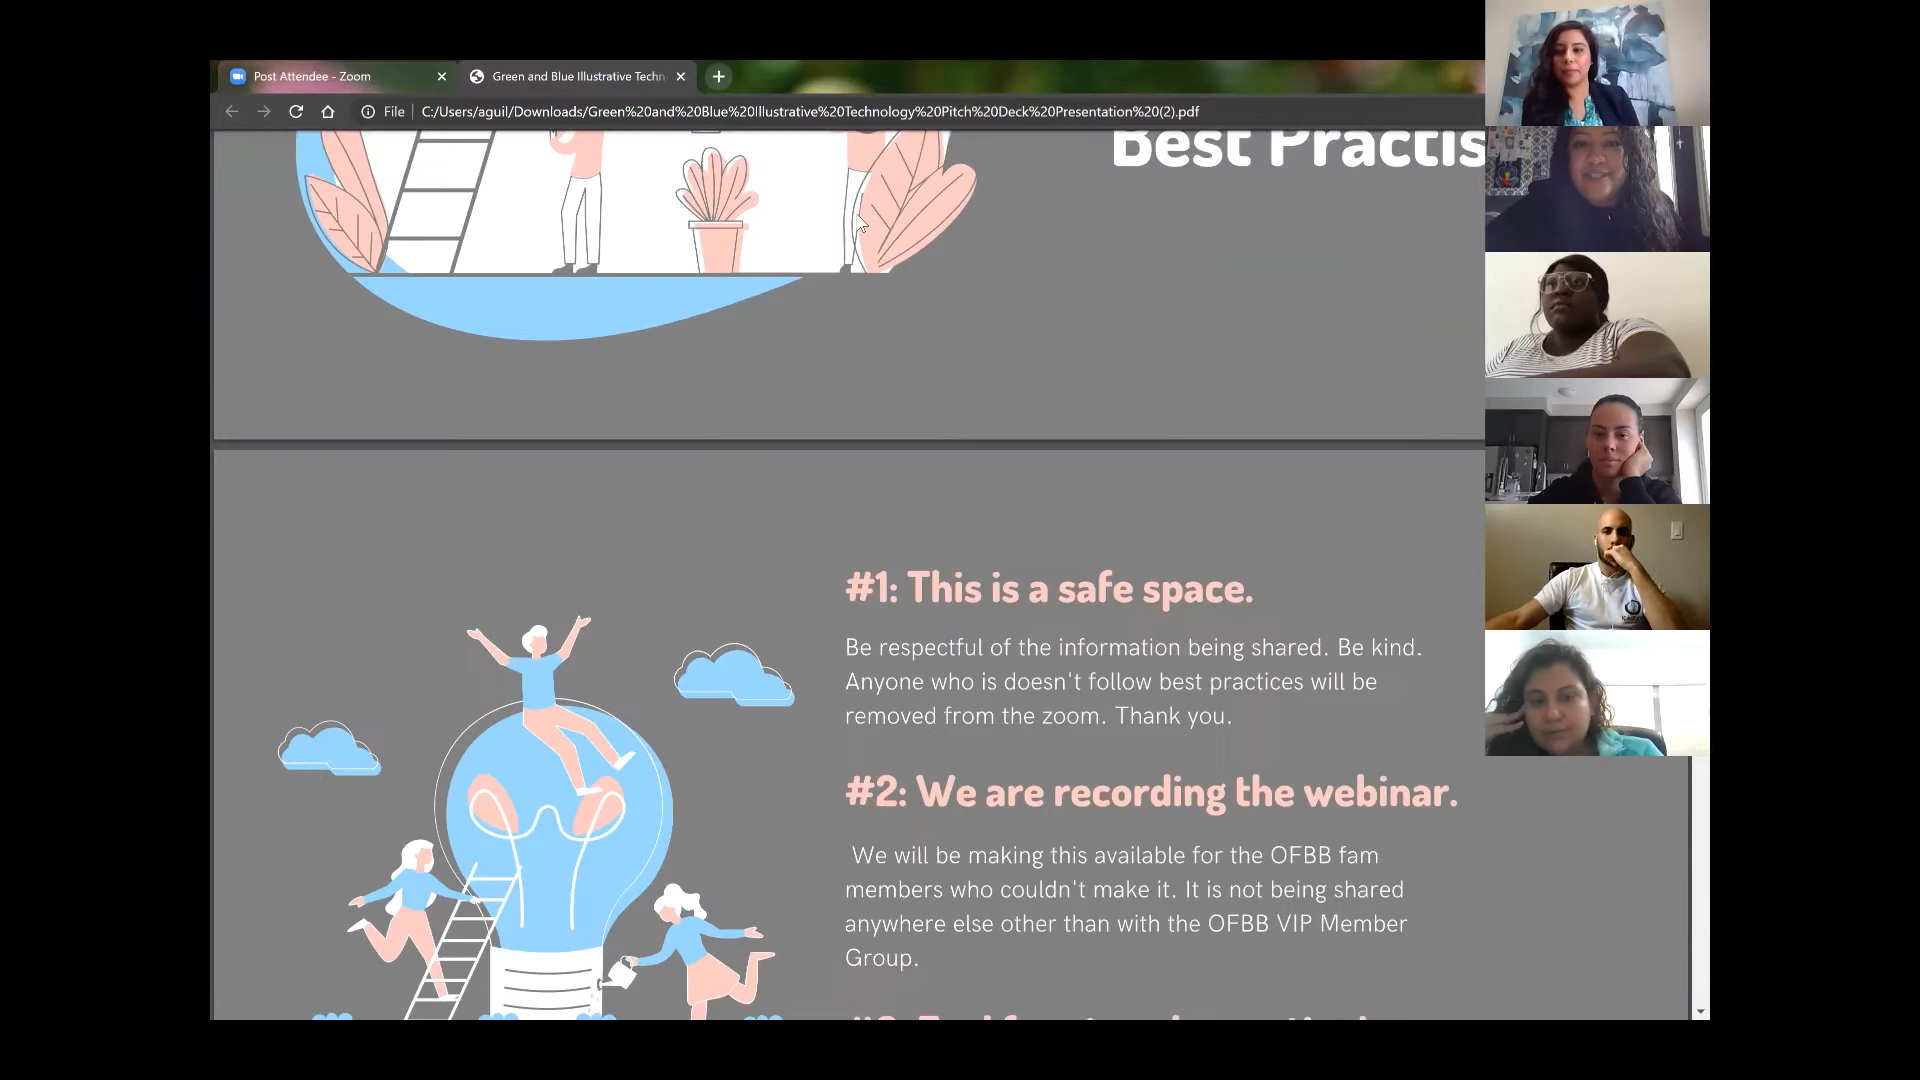 Post Attendee - Zoom
Green and Blue Illustrative Techn
File
C:/Users/aguil/Downloads/Green%20and%20Blue%20Illustrative%20Technology%20Pitch%20Deck%20Presentation%20(2).pdf
Best Practis
#1: This is a safe space.
Be respectful of the information being shared. Be kind.
Anyone who is doesn't follow best practices will be
removed from the zoom. Thank you.
#2: We are recording the webinar.
We will be making this available for the OFBB fam
members who couldn't make it. It is not being shared
anywhere else other than with the OFBB VIP Member
Group.